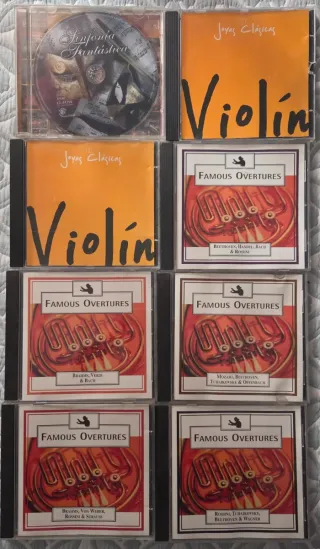 Sinfonía
Fantástica
Joyas Clásicas
Violín
Joyas Clásicas
Violín
FAMOUS OVERTURES
BEETHOVEN, HANDEL, BACH
& ROSSINI
FAMOUS OVERTURES
BRAHMS, VERDI
& BACH
FAMOUS OVERTURES
MOZART, BEETHOVEN,
TCHAIKOVSKY & OFFENBACH
FAMOUS OVERTURES
BRAHMS, VON WEBER,
ROSSINI & STRAUSS
FAMOUS OVERTURES
ROSSINI, TCHAIKOVSKY,
BEETHOVEN & WAGNER